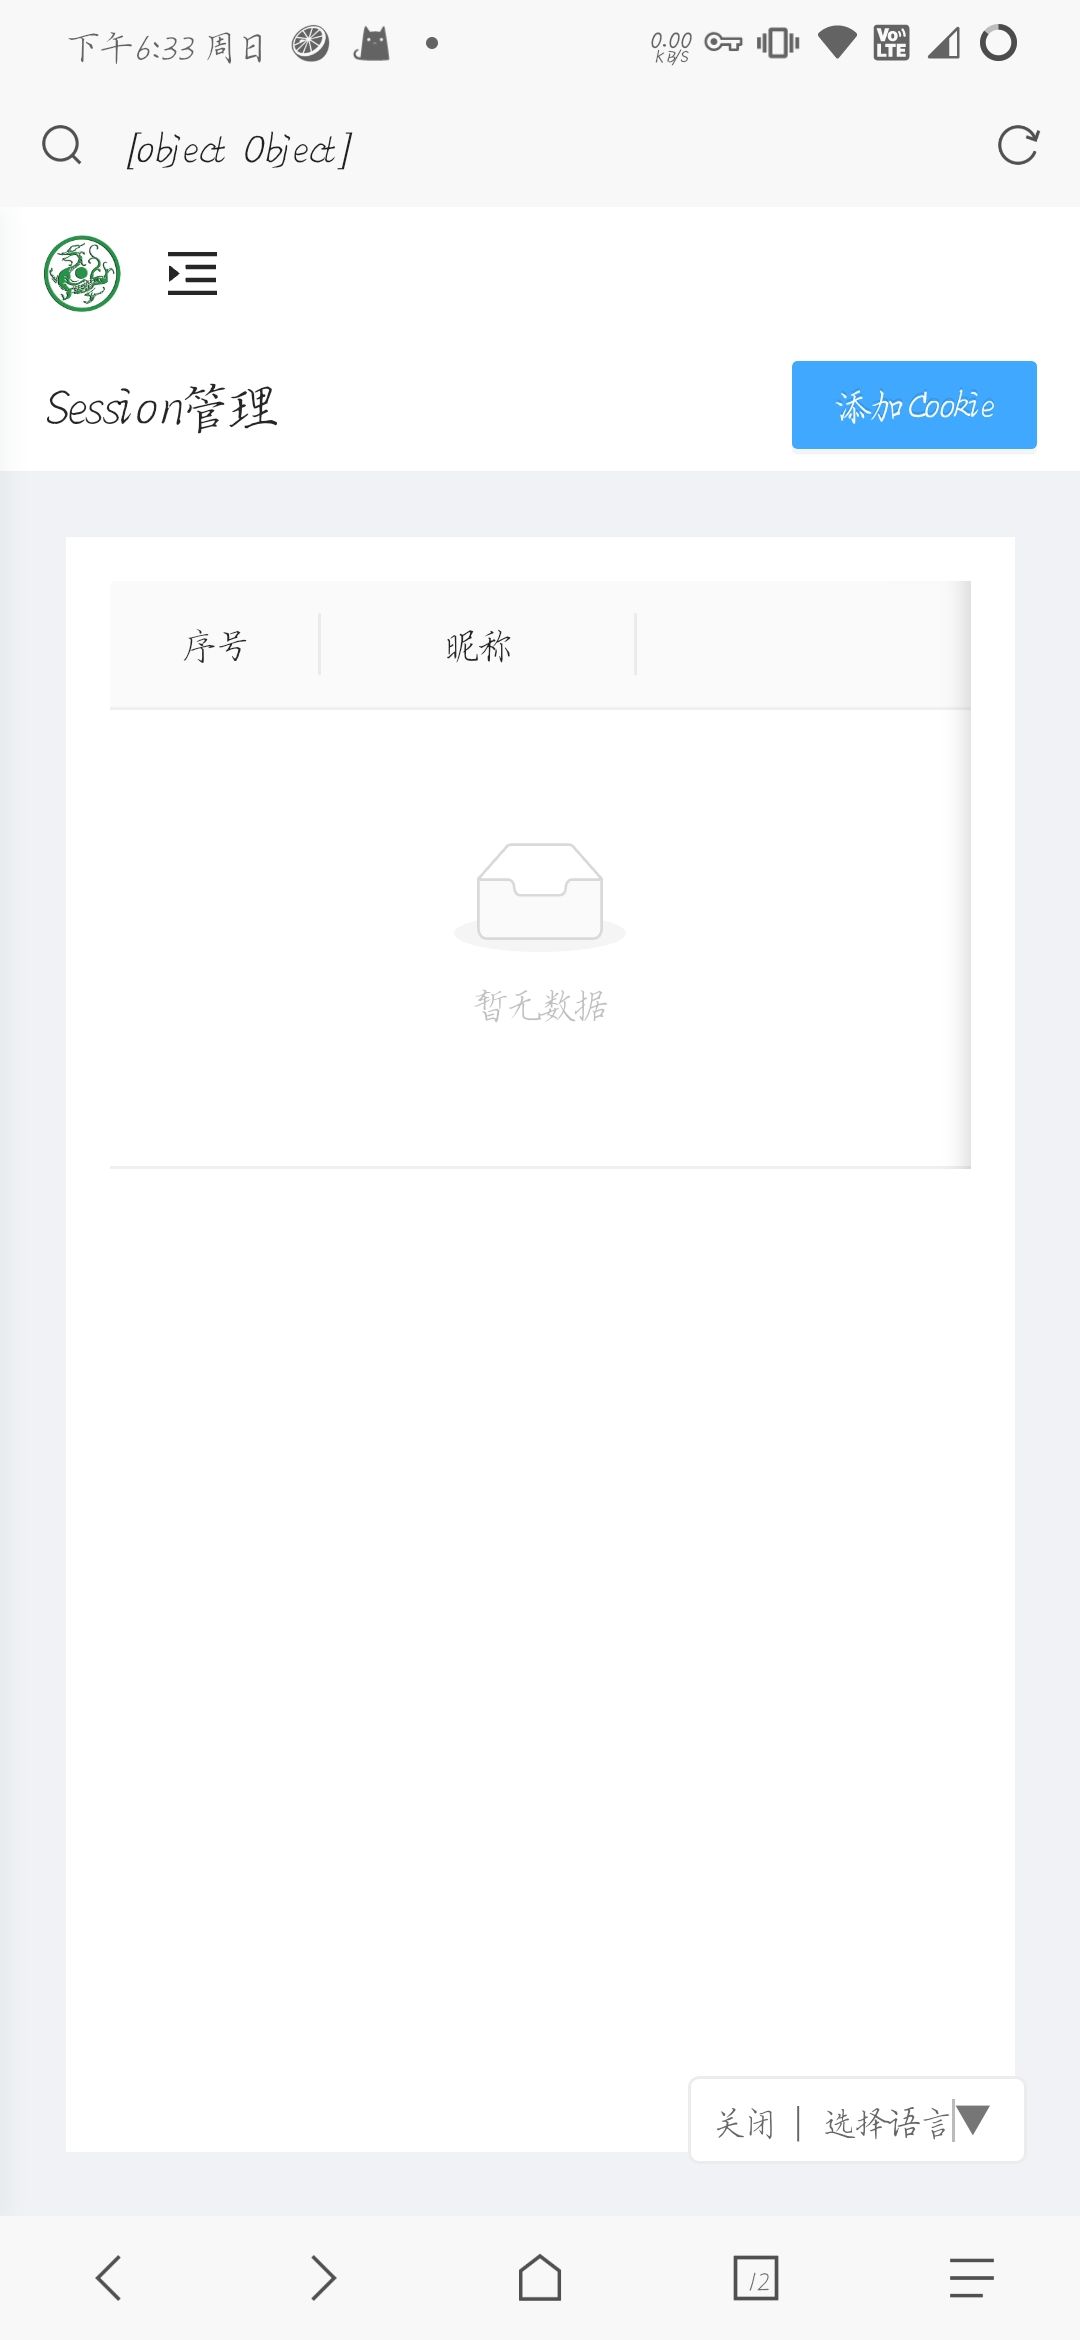 下午6:33 周日
0.00
KB/S
Vo
LTE
[object Object]
Session管理
添加Cookie
序号
昵称
暂无数据
关闭 | 选择语言▼
12